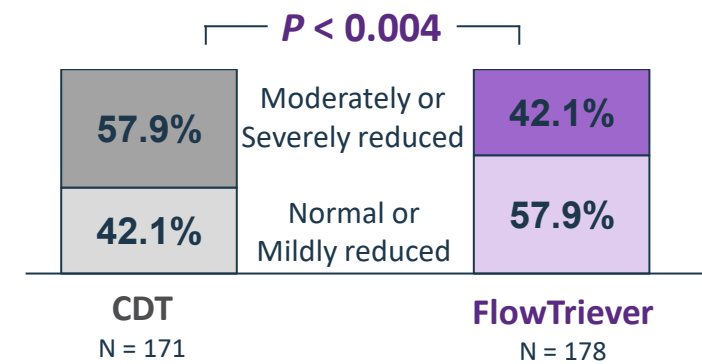 P < 0.004
57.9%
Moderately or
Severely reduced
42.1%
42.1%
Normal or
Mildly reduced
57.9%
CDT
N = 171
FlowTriever
N = 178